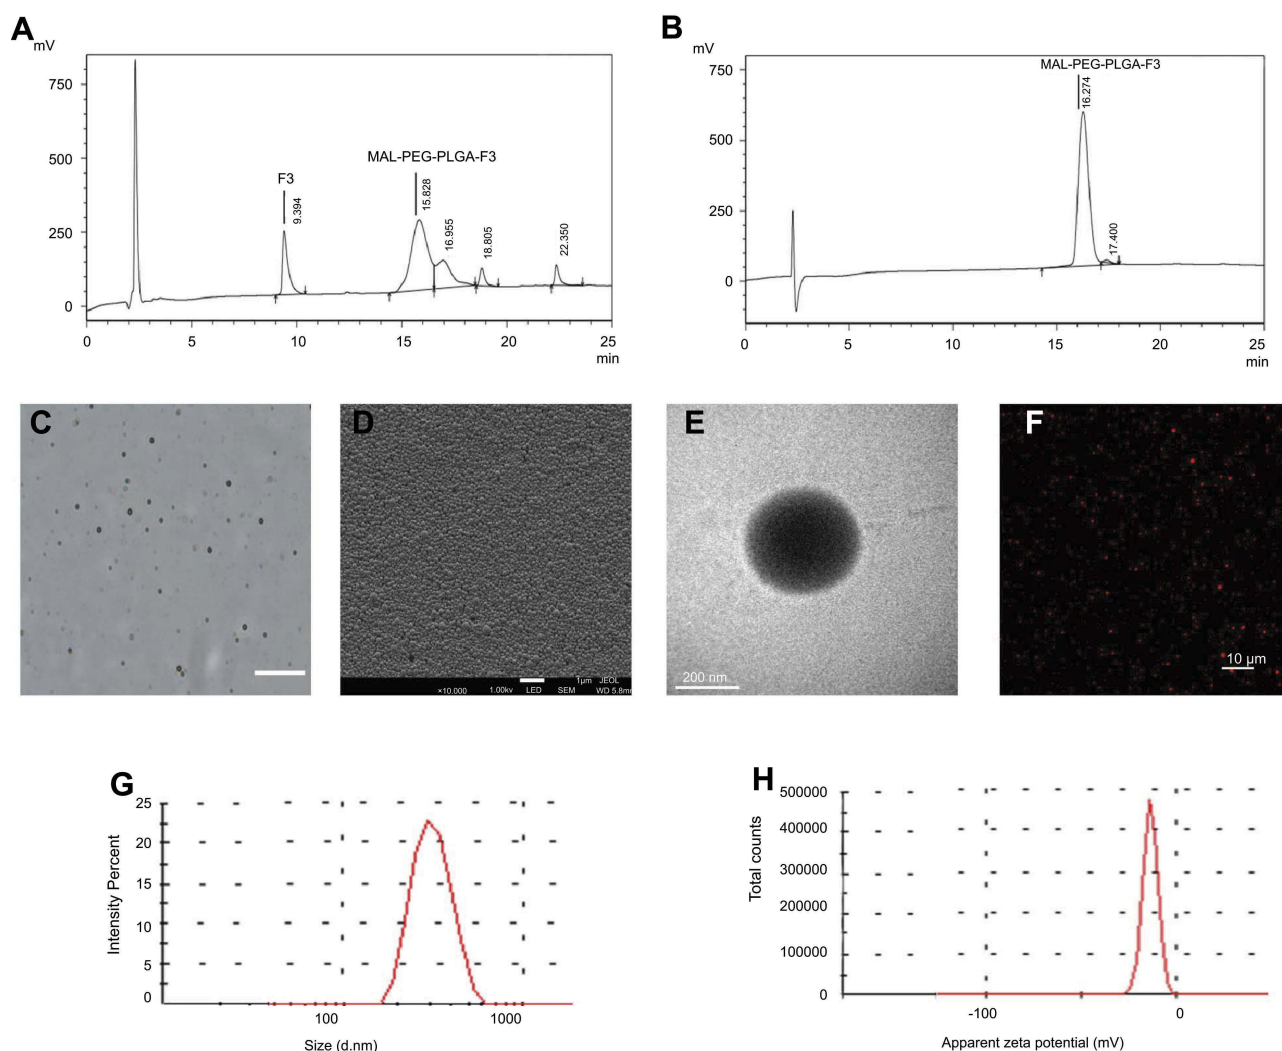 A
mV
750
500
250
0
F3
9.394
MAL-PEG-PLGA-F3
15.828
16.955
18.805
22.350
0
5
10
15
20
25
min
B
mV
750
500
250
0
MAL-PEG-PLGA-F3
16.274
17.400
0
5
10
15
20
25
min
C
D
1µm JEOL
×10.000 1.00kv LED SEM WD 5.8m
E
200 nm
F
10 µm
G
Intensity Percent
25
20
15
10
5
0
100
1000
Size (d.nm)
H
Total counts
500000
400000
300000
200000
100000
0
-100
0
Apparent zeta potential (mV)